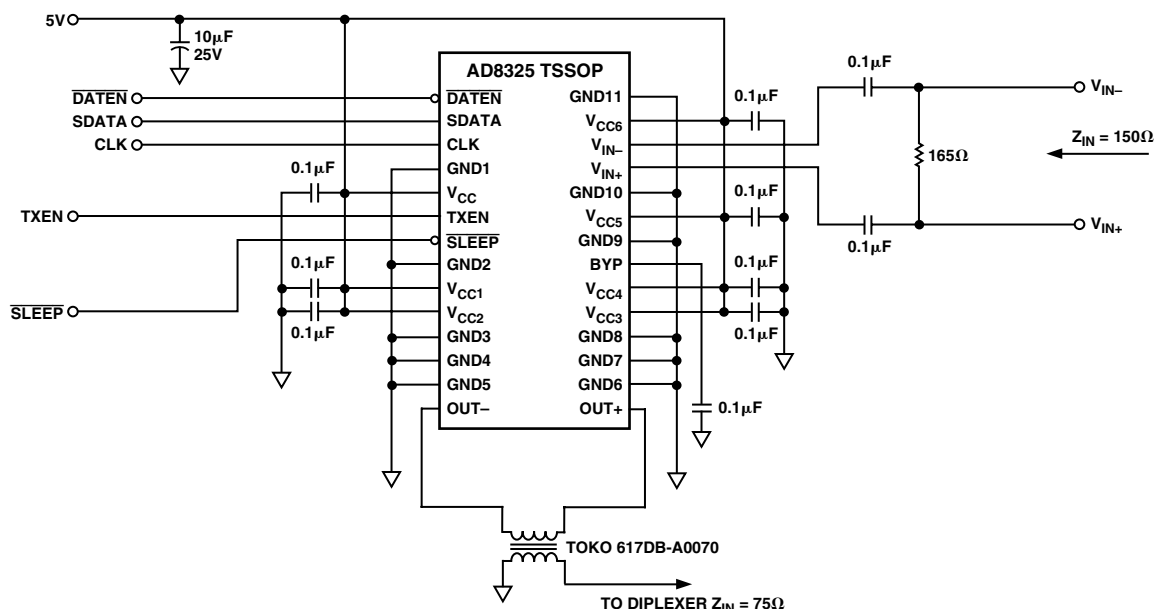 5V
10μF
25V
AD8325 TSSOP
DATEN
SDATA
CLK
TXEN
SLEEP
DATEN
SDATA
CLK
GND1
VCC
TXEN
SLEEP
GND2
VCC1
VCC2
GND3
GND4
GND5
OUT–
GND11
VCC6
VIN–
VIN+
GND10
VCC5
GND9
BYP
VCC4
VCC3
GND8
GND7
GND6
OUT+
0.1μF
0.1μF
0.1μF
0.1μF
0.1μF
0.1μF
0.1μF
0.1μF
0.1μF
0.1μF
VIN–
ZIN = 150Ω
165Ω
VIN+
TOKO 617DB-A0070
TO DIPLEXER ZIN = 75Ω